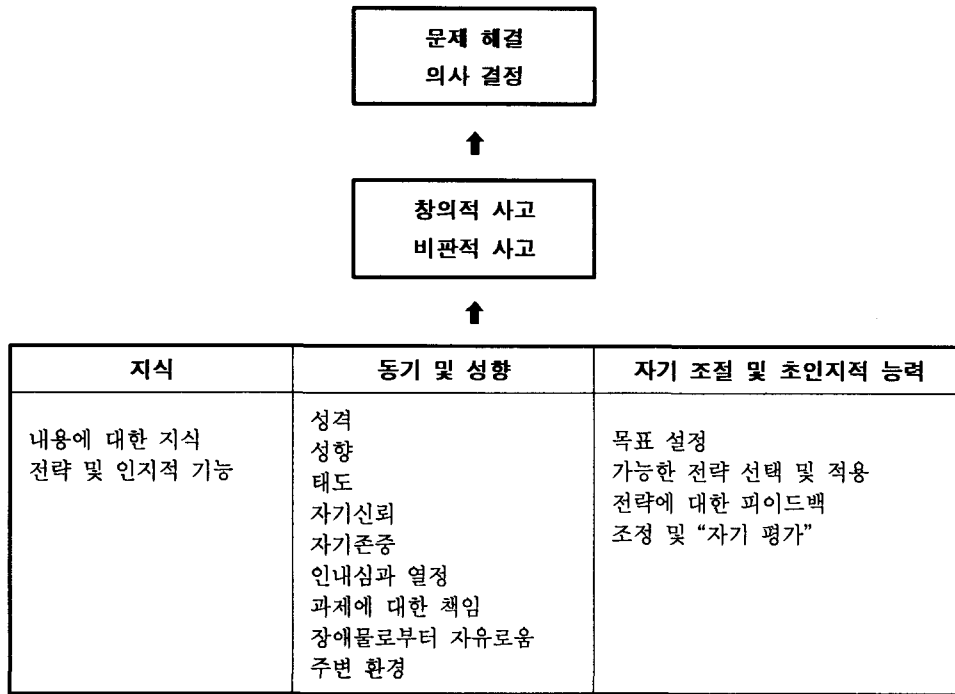 문제 해결
의사 결정
창의적 사고
비판적 사고
지식
내용에 대한 지식
전략 및 인지적 기능
동기 및 성향
성격
성향
태도
자기신뢰
자기존중
인내심과 열정
과제에 대한 책임
장애물로부터 자유로움
주변 환경
자기 조절 및 초인지적 능력
목표 설정
가능한 전략 선택 및 적용
전략에 대한 피이드백
조정 및 “자기 평가”